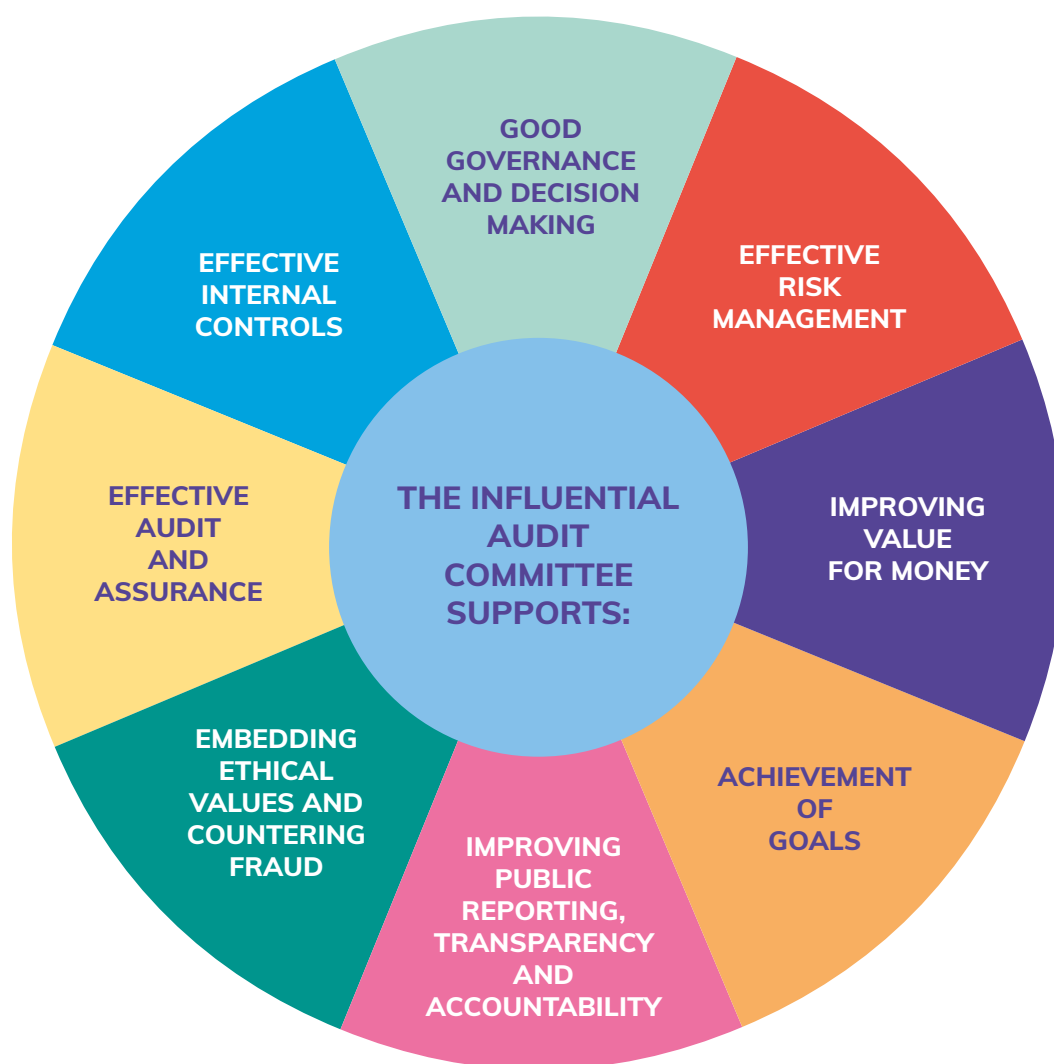 THE INFLUENTIAL
AUDIT
COMMITTEE
SUPPORTS:
GOOD
GOVERNANCE
AND DECISION
MAKING
EFFECTIVE
RISK
MANAGEMENT
IMPROVING
VALUE
FOR MONEY
ACHIEVEMENT
OF
GOALS
IMPROVING
PUBLIC
REPORTING,
TRANSPARENCY
AND
ACCOUNTABILITY
EMBEDDING
ETHICAL
VALUES AND
COUNTERING
FRAUD
EFFECTIVE
AUDIT
AND
ASSURANCE
EFFECTIVE
INTERNAL
CONTROLS